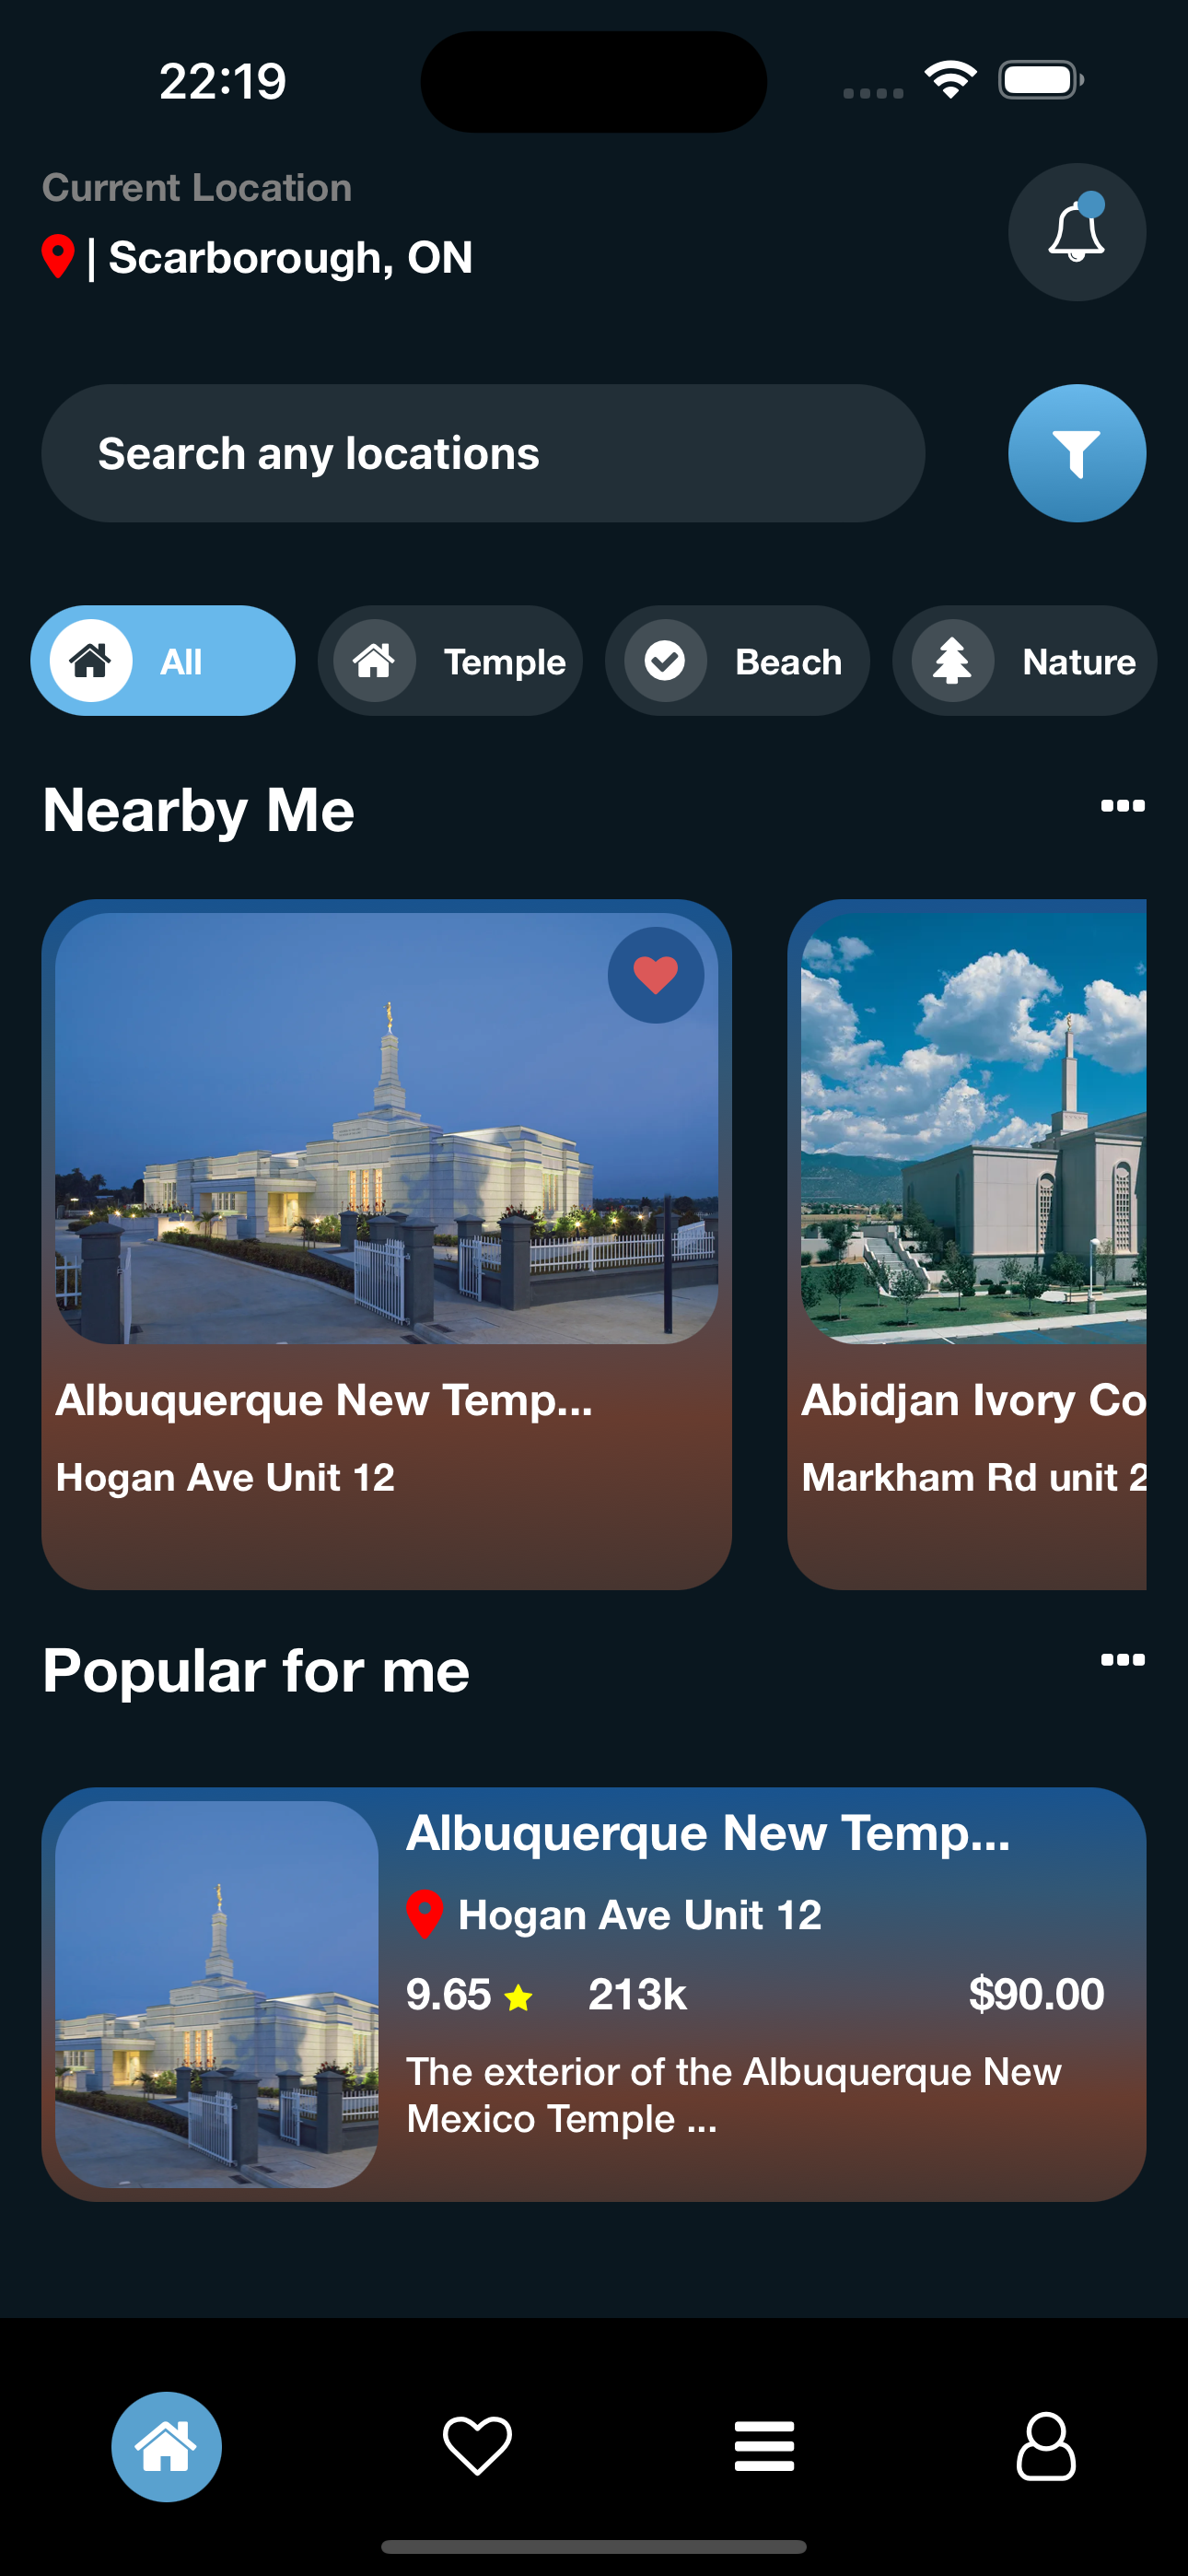 22:19
Current Location
| Scarborough, ON
Search any locations
All
Temple
Beach
Nature
Nearby Me
Albuquerque New Temp...
Hogan Ave Unit 12
Abidjan Ivory Co
Markham Rd unit 2
Popular for me
Albuquerque New Temp...
Hogan Ave Unit 12
9.65 213k $90.00
The exterior of the Albuquerque New
Mexico Temple ...